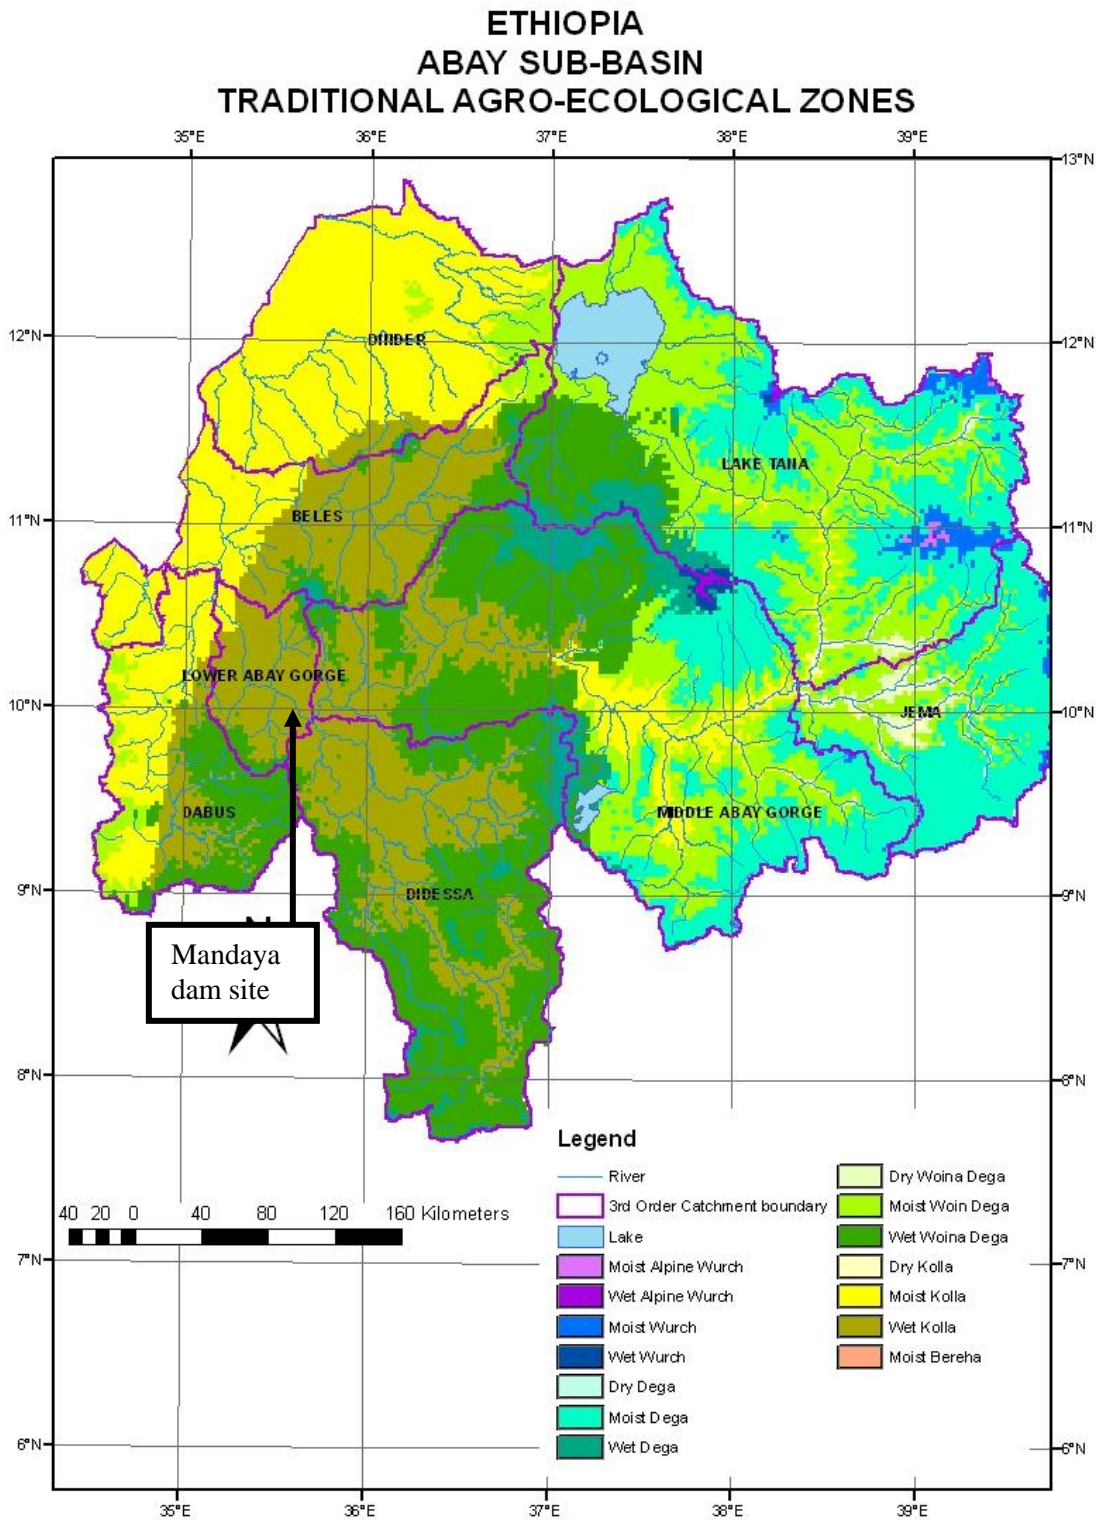 ETHIOPIA
ABAY SUB-BASIN
TRADITIONAL AGRO-ECOLOGICAL ZONES
35°E 36°E 37°E 38°E 39°E
13°N
12°N 12°N
DINDER
LAKE TANA
11°N 11°N
BELES
LOWER ABAY GORGE
10°N 10°N
JEMA
DABUS
MIDDLE ABAY GORGE
9°N 9°N
DIDESSA
Mandaya
dam site
8°N 8°N
Legend
River
3rd Order Catchment boundary
Lake
Moist Alpine Wurch
Wet Alpine Wurch
Moist Wurch
Wet Wurch
Dry Dega
Moist Dega
Wet Dega
Dry Woina Dega
Moist Woin Dega
Wet Woina Dega
Dry Kolla
Moist Kolla
Wet Kolla
Moist Bereha
40 20 0 40 80 120 160 Kilometers
7°N 7°N
6°N 6°N
35°E 36°E 37°E 38°E 39°E